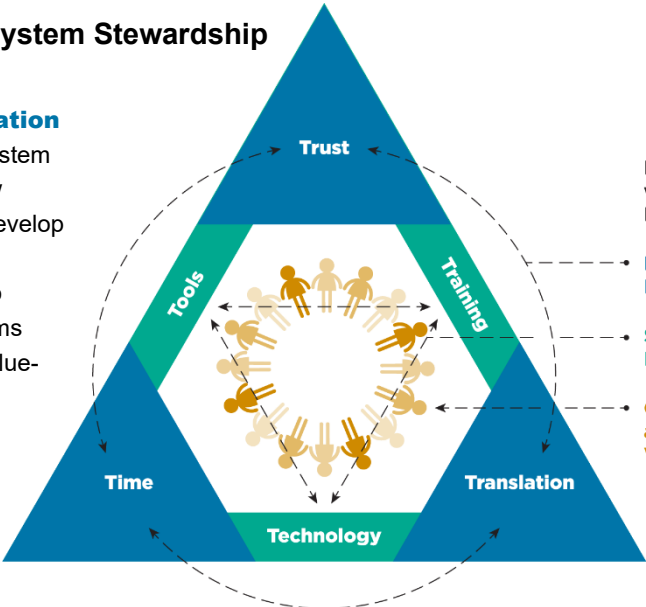 ystem Stewardship
ation
stem
evelop
ms
lue-
Trust
Tools
Training
Time
Translation
Technology